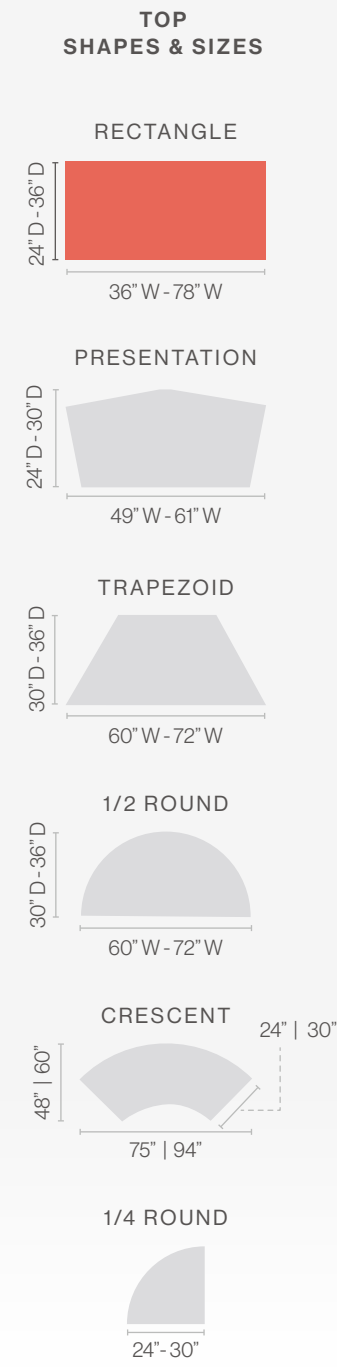 TOP
SHAPES & SIZES
RECTANGLE
24” D - 36” D
36” W - 78” W
PRESENTATION
24” D - 30” D
49” W - 61” W
TRAPEZOID
30” D - 36” D
60” W - 72” W
1/2 ROUND
30” D - 36” D
60” W - 72” W
CRESCENT
24” | 30”
48” | 60”
75” | 94”
1/4 ROUND
24”- 30”